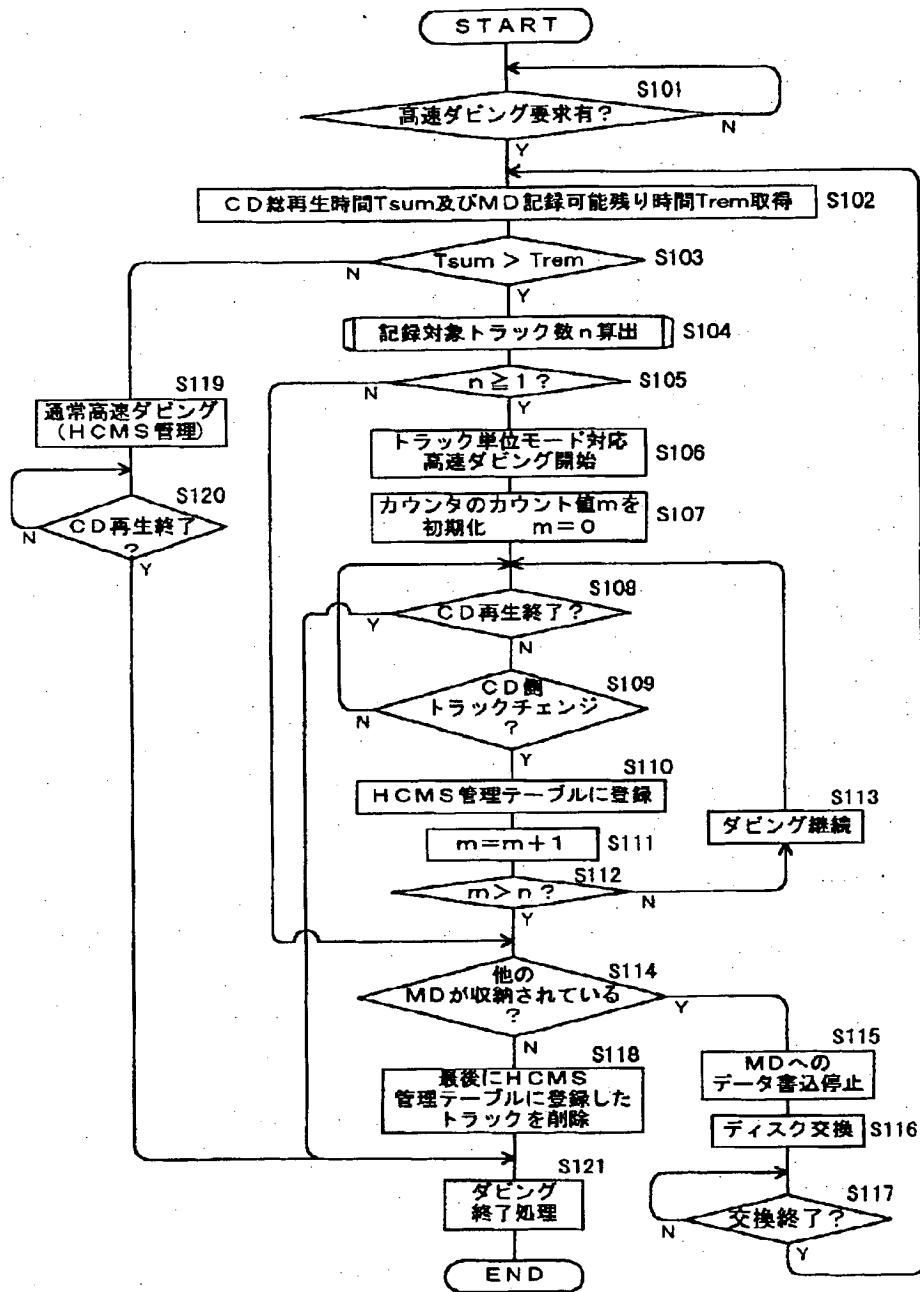 START
S101
高速ダビング要求有?
N
Y
CD総再生時間Tsum及びMD記録可能残り時間Trem取得
S102
Tsum > Trem
S103
N
Y
記録対象トラック数n算出
S104
n≧1?
S105
N
Y
S119
通常高速ダビング
(HCMS管理)
トラック単位モード対応
高速ダビング開始
S106
S120
CD再生終了
?
N
Y
カウンタのカウント値mを
初期化 m=0
S107
S108
CD再生終了?
Y
N
S109
CD側
トラックチェンジ
?
N
Y
S110
HCMS管理テーブルに登録
S113
ダビング継続
m=m+1
S111
S112
m>n?
N
Y
他の
MDが収納されている
?
S114
Y
N
S115
MDへの
データ書込停止
S118
最後にHCMS
管理テーブルに登録した
トラックを削除
ディスク交換
S116
S117
交換終了?
N
Y
S121
ダビング
終了処理
END